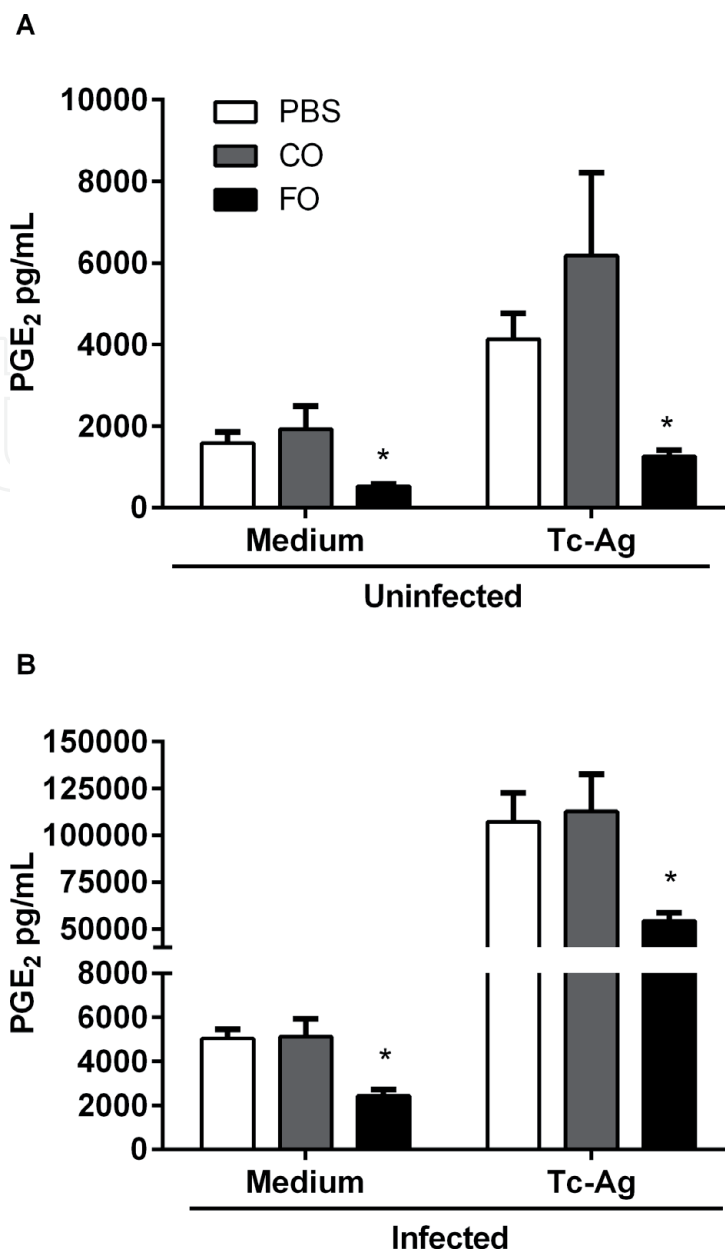 A
PGE₂ pg/mL
10000
8000
6000
4000
2000
0
PBS
CO
FO
*
*
Medium Tc-Ag
Uninfected
B
PGE₂ pg/mL
150000
125000
100000
75000
50000
8000
6000
4000
2000
0
*
*
Medium Tc-Ag
Infected